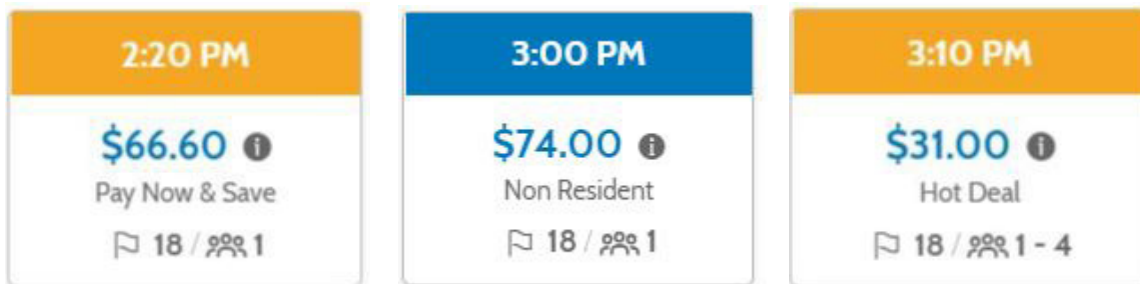 2:20 PM
$66.60
Pay Now & Save
18 / 1
3:00 PM
$74.00
Non Resident
18 / 1
3:10 PM
$31.00
Hot Deal
18 / 1 - 4